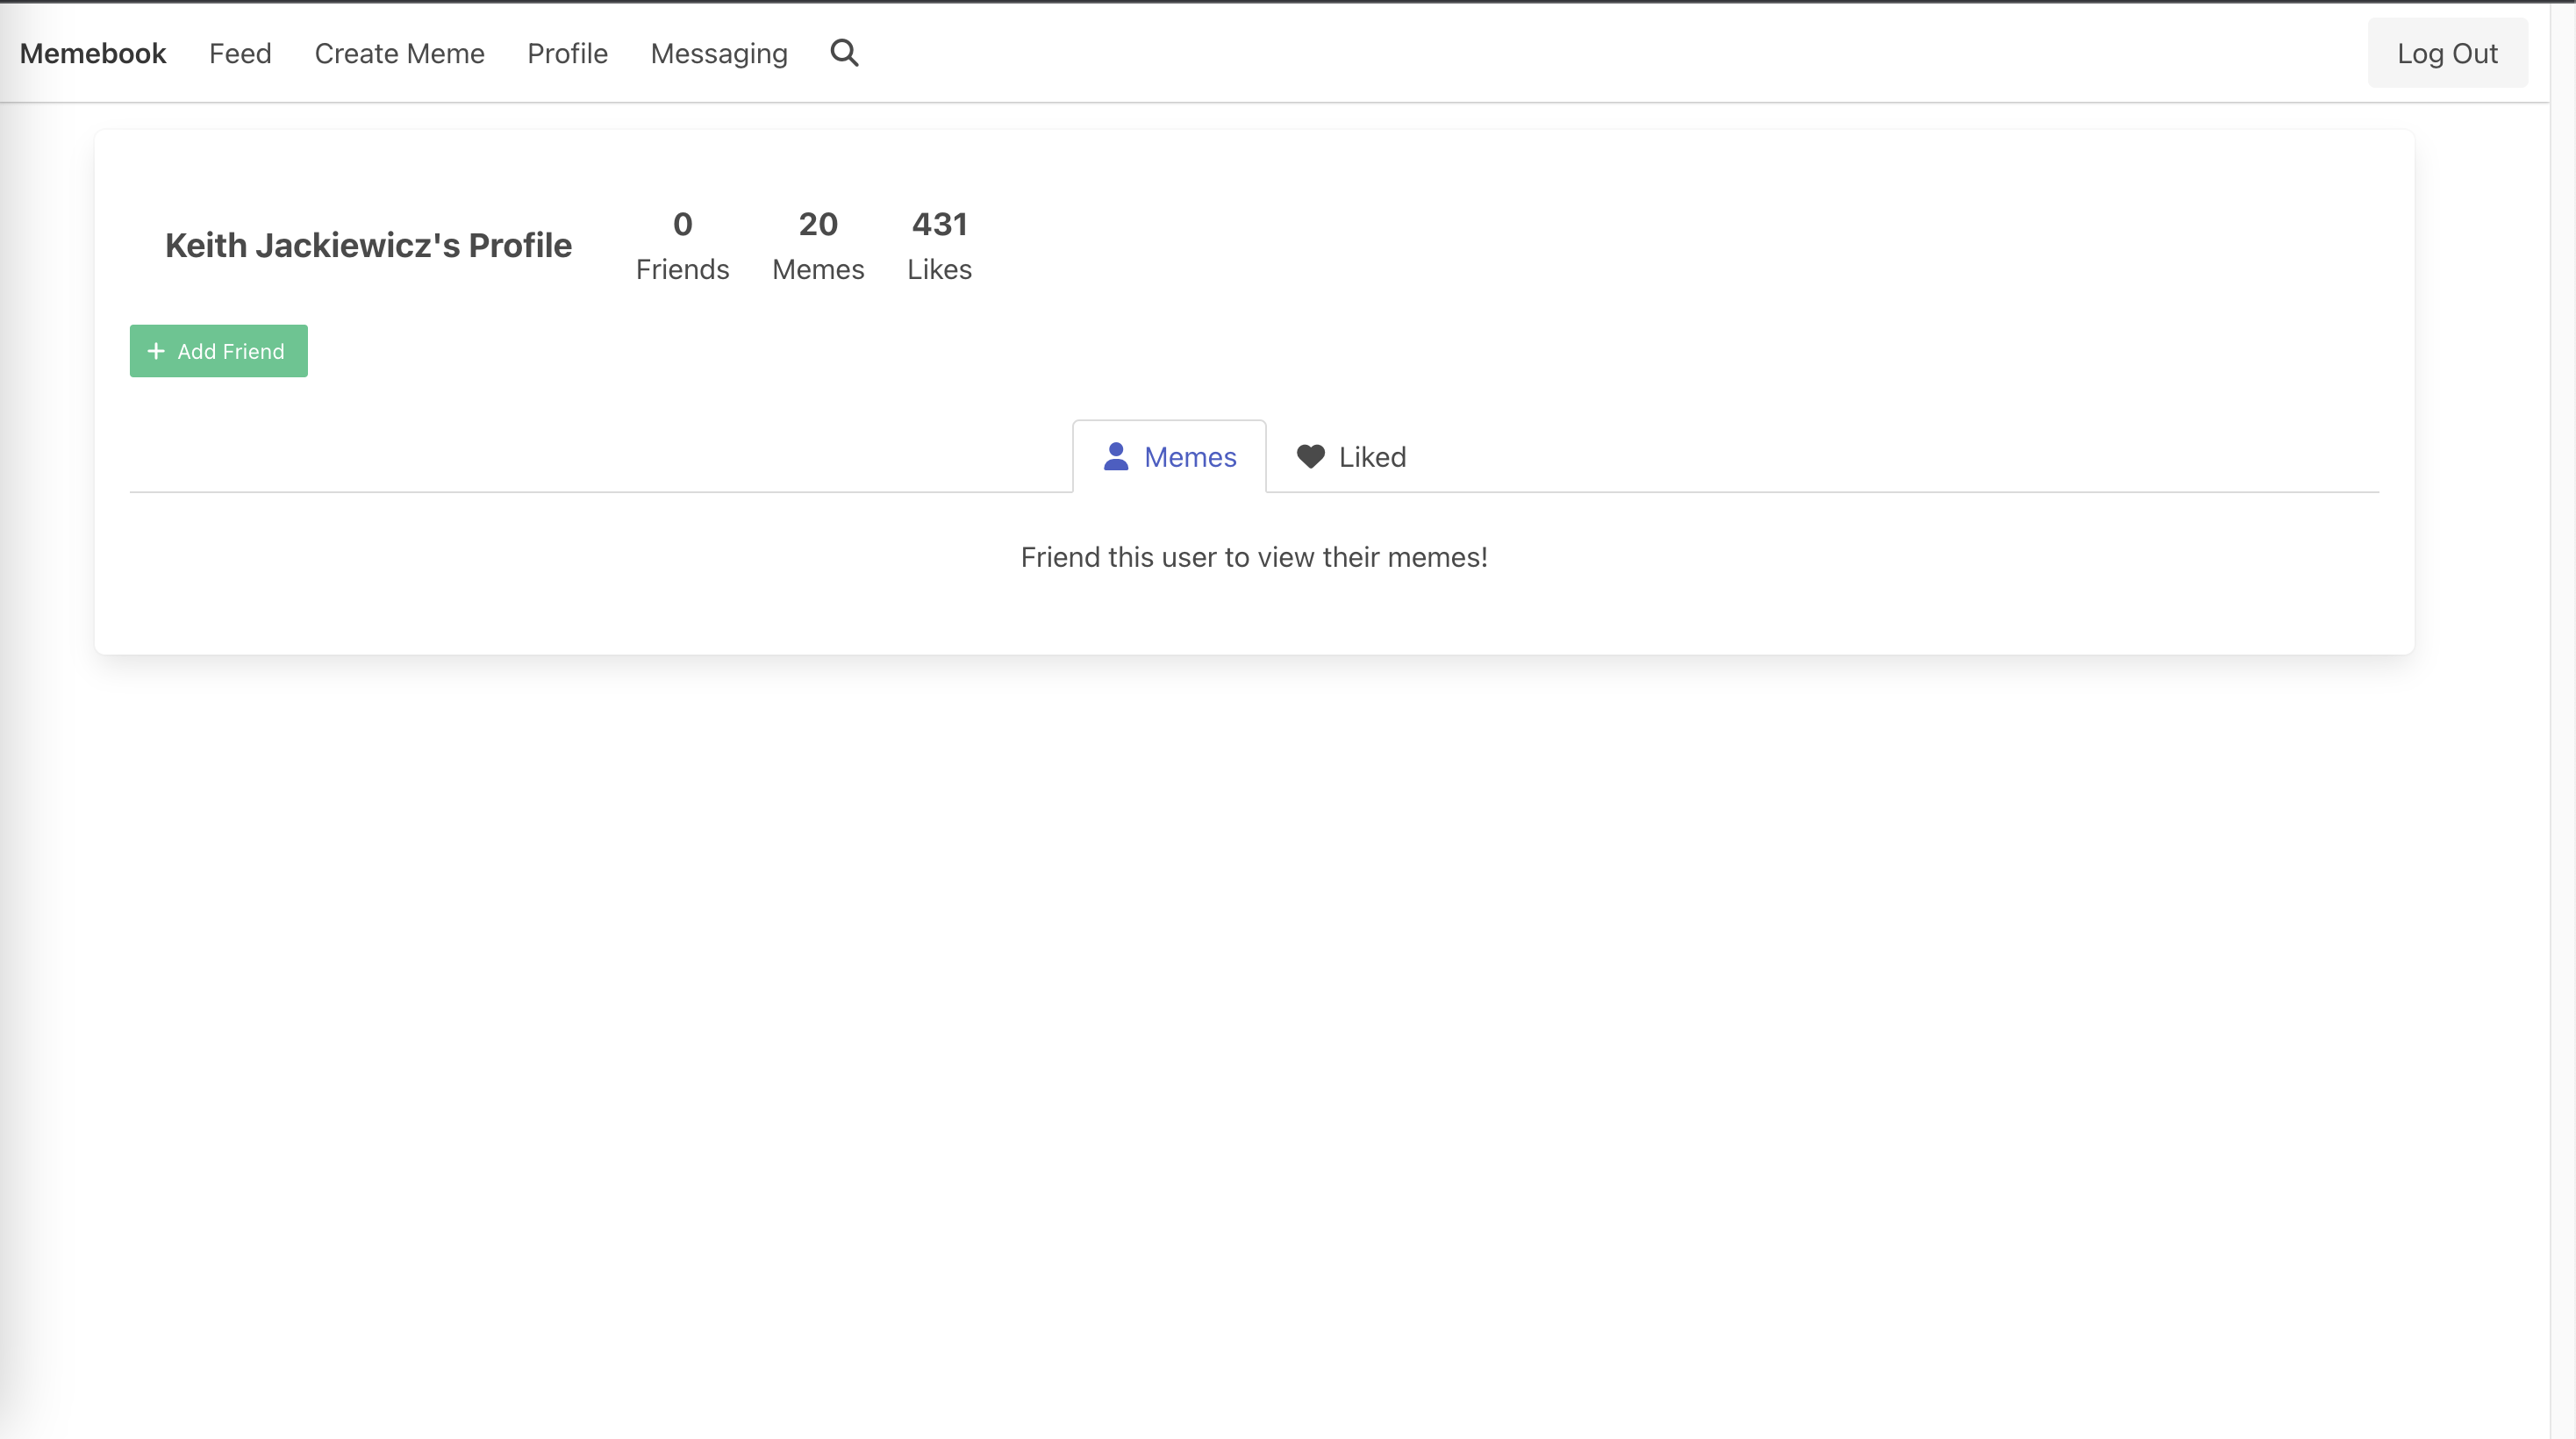 Memebook Feed Create Meme Profile Messaging Log Out
Keith Jackiewicz's Profile
0 20 431
Friends Memes Likes
Add Friend
Memes Liked
Friend this user to view their memes!